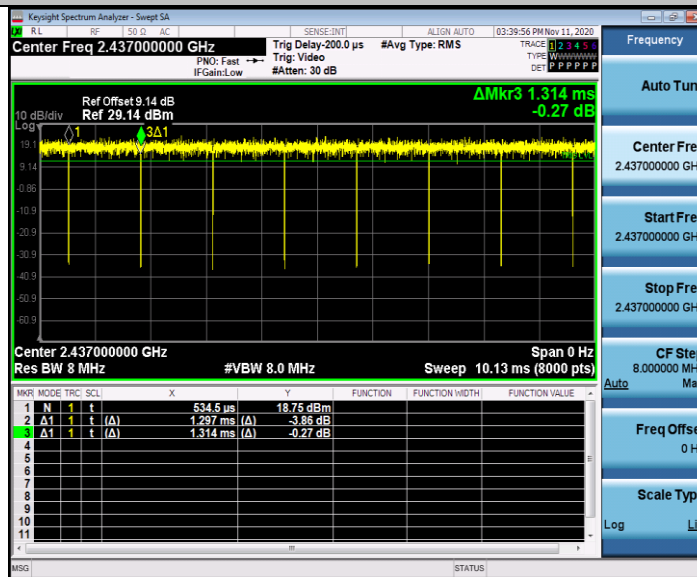 Keysight Spectrum Analyzer - Swept SA
RL RF 50 Ω AC SENSE:INT ALIGN AUTO 03:39:56 PM Nov 11, 2020
Center Freq 2.437000000 GHz
PNO: Fast
IFGain:Low
Trig Delay-200.0 µs
Trig: Video
#Atten: 30 dB
#Avg Type: RMS
TRACE 1 2 3 4 5 6
TYPE W
DET P P P P P P
ΔMkr3 1.314 ms
-0.27 dB
10 dB/div
Log
Ref Offset 9.14 dB
Ref 29.14 dBm
1
3Δ1
19.1
9.14
-0.86
-10.9
-20.9
-30.9
-40.9
-50.9
-60.9
Center 2.437000000 GHz Span 0 Hz
Res BW 8 MHz #VBW 8.0 MHz Sweep 10.13 ms (8000 pts)
MKR MODE TRC SCL X Y FUNCTION FUNCTION WIDTH FUNCTION VALUE
1 N 1 t 534.5 µs 18.75 dBm
2 Δ1 1 t (Δ) 1.297 ms (Δ) -3.86 dB
3 Δ1 1 t (Δ) 1.314 ms (Δ) -0.27 dB
4
5
6
7
8
9
10
11
MSG STATUS
Frequency
Auto Tun
Center Fre
2.437000000 GH
Start Fre
2.437000000 GH
Stop Fre
2.437000000 GH
CF Ste
8.000000 MH
Auto Ma
Freq Offse
0 H
Scale Typ
Log Li